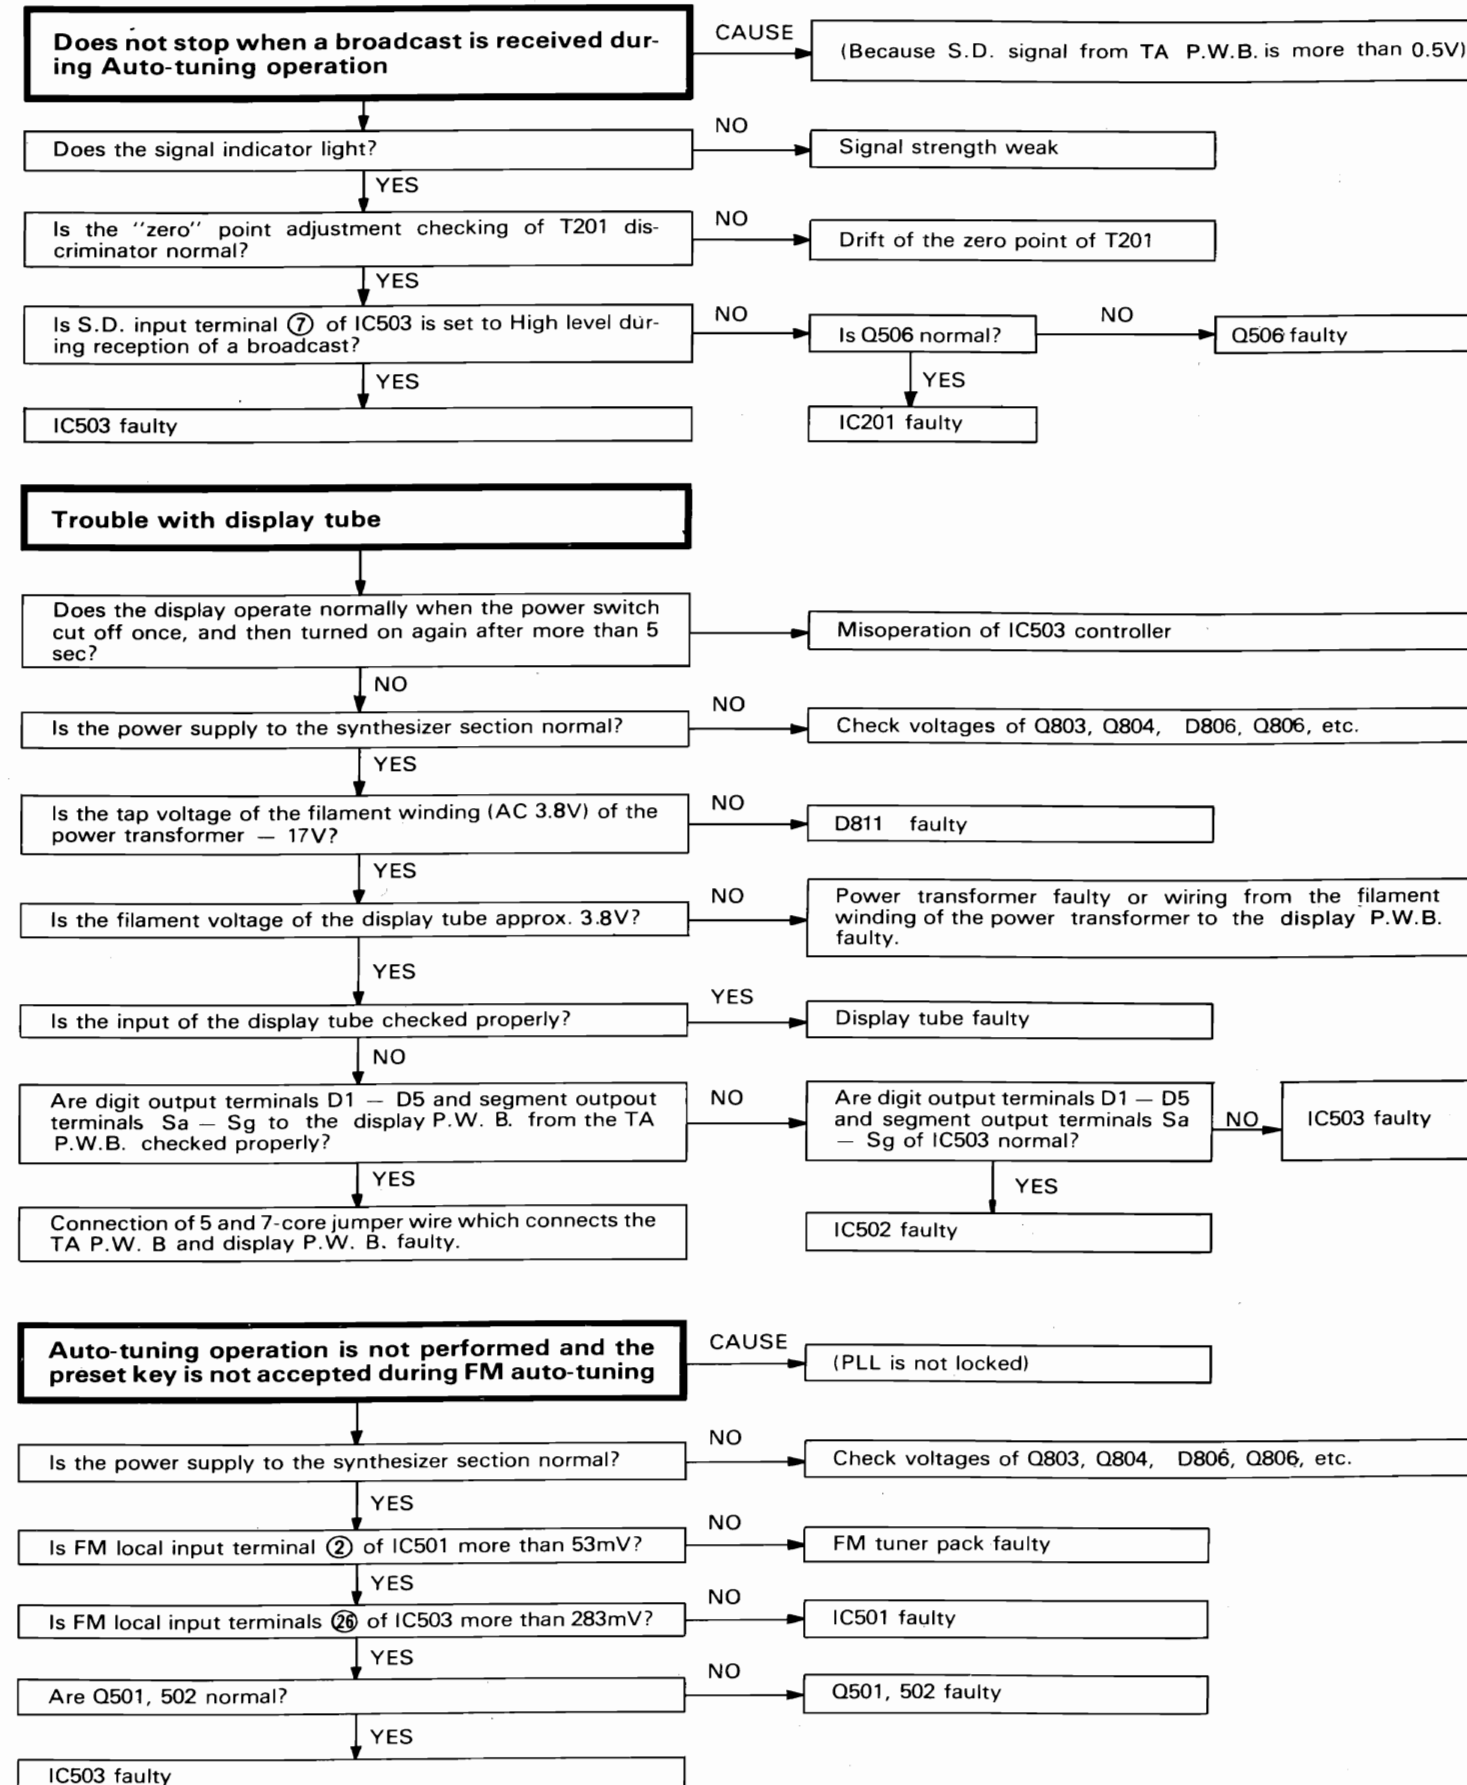 Does not stop when a broadcast is received dur-
ing Auto-tuning operation
CAUSE
(Because S.D. signal from TA P.W.B. is more than 0.5V)
Does the signal indicator light?
NO
Signal strength weak
YES
Is the "zero" point adjustment checking of T201 dis-
criminator normal?
NO
Drift of the zero point of T201
YES
Is S.D. input terminal ⑦ of IC503 is set to High level dur-
ing reception of a broadcast?
NO
Is Q506 normal?
NO
Q506 faulty
YES
YES
IC503 faulty
IC201 faulty
Trouble with display tube
Does the display operate normally when the power switch
cut off once, and then turned on again after more than 5
sec?
Misoperation of IC503 controller
NO
Is the power supply to the synthesizer section normal?
NO
Check voltages of Q803, Q804, D806, Q806, etc.
YES
Is the tap voltage of the filament winding (AC 3.8V) of the
power transformer — 17V?
NO
D811 faulty
YES
Is the filament voltage of the display tube approx. 3.8V?
NO
Power transformer faulty or wiring from the filament
winding of the power transformer to the display P.W.B.
faulty.
YES
Is the input of the display tube checked properly?
YES
Display tube faulty
NO
Are digit output terminals D1 — D5 and segment outpout
terminals Sa — Sg to the display P.W. B. from the TA
P.W.B. checked properly?
NO
Are digit output terminals D1 — D5
and segment output terminals Sa
— Sg of IC503 normal?
NO
IC503 faulty
YES
YES
Connection of 5 and 7-core jumper wire which connects the
TA P.W. B and display P.W. B. faulty.
IC502 faulty
Auto-tuning operation is not performed and the
preset key is not accepted during FM auto-tuning
CAUSE
(PLL is not locked)
Is the power supply to the synthesizer section normal?
NO
Check voltages of Q803, Q804, D806, Q806, etc.
YES
Is FM local input terminal ② of IC501 more than 53mV?
NO
FM tuner pack faulty
YES
Is FM local input terminals ㉖ of IC503 more than 283mV?
NO
IC501 faulty
YES
Are Q501, 502 normal?
NO
Q501, 502 faulty
YES
IC503 faulty